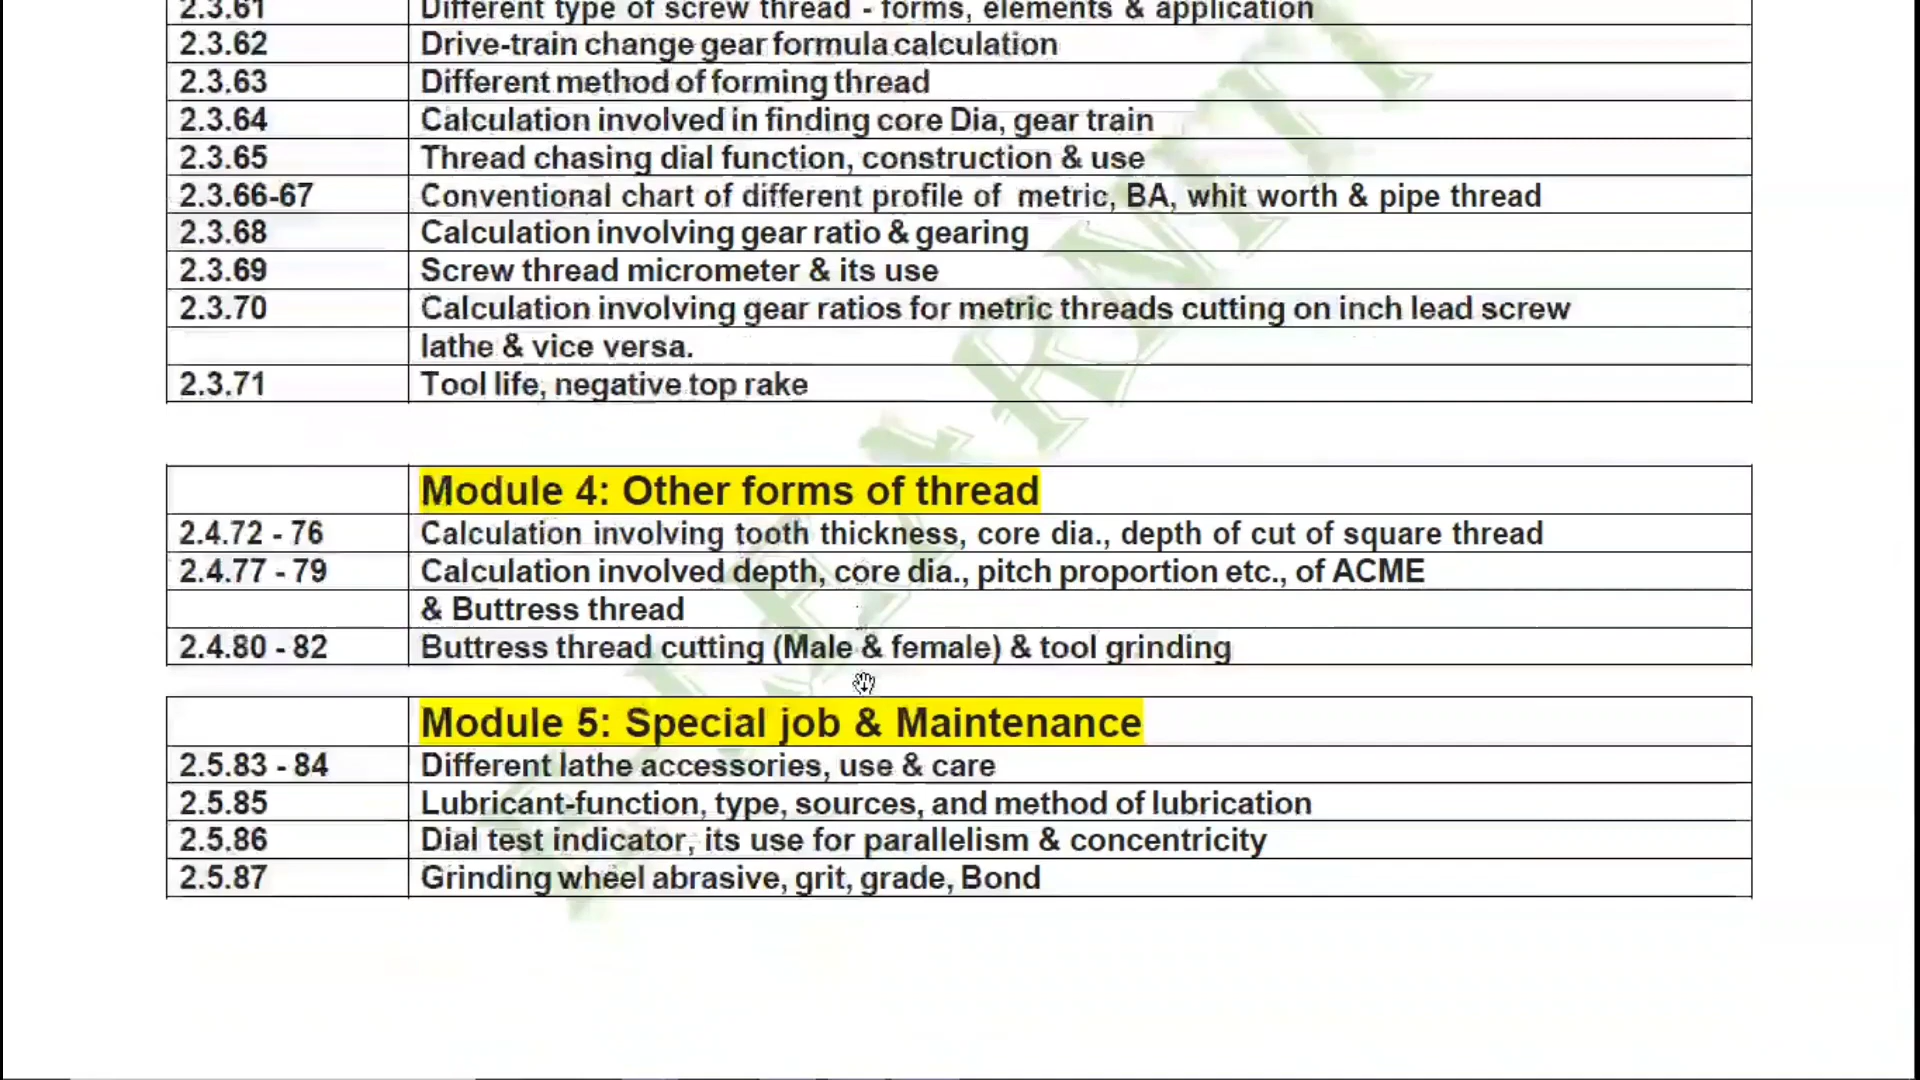 2.3.61 Different type of screw thread - forms, elements & application
2.3.62 Drive-train change gear formula calculation
2.3.63 Different method of forming thread
2.3.64 Calculation involved in finding core Dia, gear train
2.3.65 Thread chasing dial function, construction & use
2.3.66-67 Conventional chart of different profile of metric, BA, whit worth & pipe thread
2.3.68 Calculation involving gear ratio & gearing
2.3.69 Screw thread micrometer & its use
2.3.70 Calculation involving gear ratios for metric threads cutting on inch lead screw
lathe & vice versa.
2.3.71 Tool life, negative top rake
Module 4: Other forms of thread
2.4.72 - 76 Calculation involving tooth thickness, core dia., depth of cut of square thread
2.4.77 - 79 Calculation involved depth, core dia., pitch proportion etc., of ACME
& Buttress thread
2.4.80 - 82 Buttress thread cutting (Male & female) & tool grinding
Module 5: Special job & Maintenance
2.5.83 - 84 Different lathe accessories, use & care
2.5.85 Lubricant-function, type, sources, and method of lubrication
2.5.86 Dial test indicator, its use for parallelism & concentricity
2.5.87 Grinding wheel abrasive, grit, grade, Bond